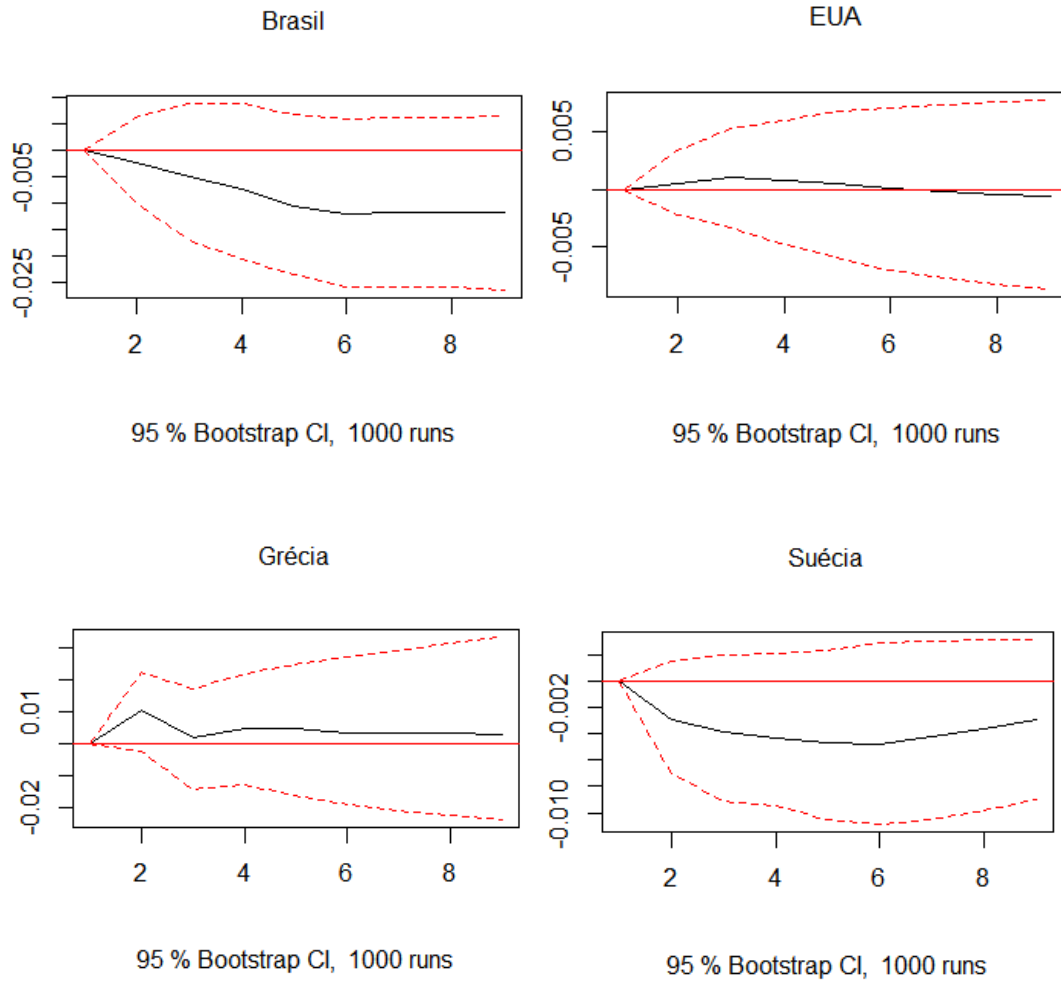 Brasil
-0.005
-0.025
2 4 6 8
95 % Bootstrap CI, 1000 runs
EUA
0.005
-0.005
2 4 6 8
95 % Bootstrap CI, 1000 runs
Grécia
0.01
-0.02
2 4 6 8
95 % Bootstrap CI, 1000 runs
Suécia
-0.002
-0.010
2 4 6 8
95 % Bootstrap CI, 1000 runs